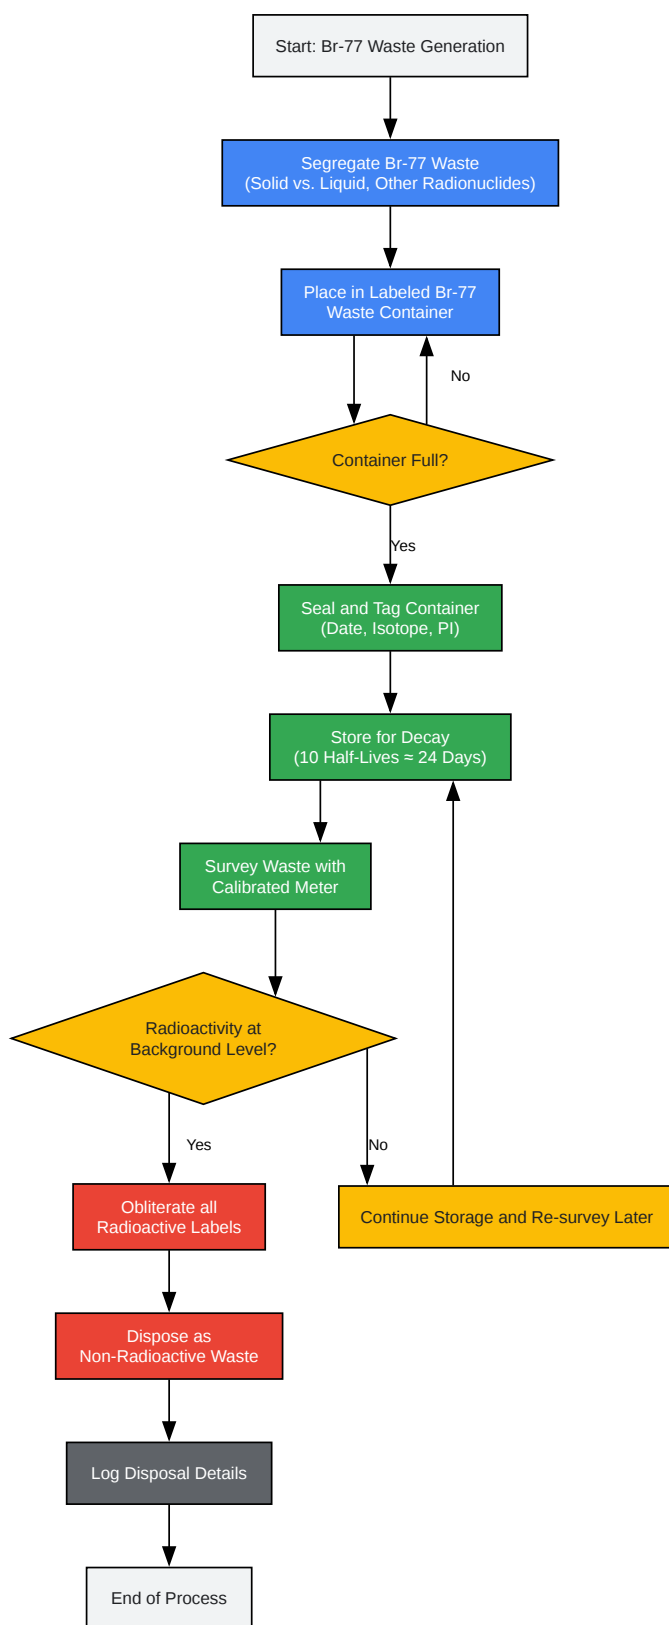 Start: Br-77 Waste Generation
Segregate Br-77 Waste
(Solid vs. Liquid, Other Radionuclides)
Place in Labeled Br-77
Waste Container
No
Container Full?
Yes
Seal and Tag Container
(Date, Isotope, PI)
Store for Decay
(10 Half-Lives ≈ 24 Days)
Survey Waste with
Calibrated Meter
Radioactivity at
Background Level?
Yes
No
Obliterate all
Radioactive Labels
Continue Storage and Re-survey Later
Dispose as
Non-Radioactive Waste
Log Disposal Details
End of Process